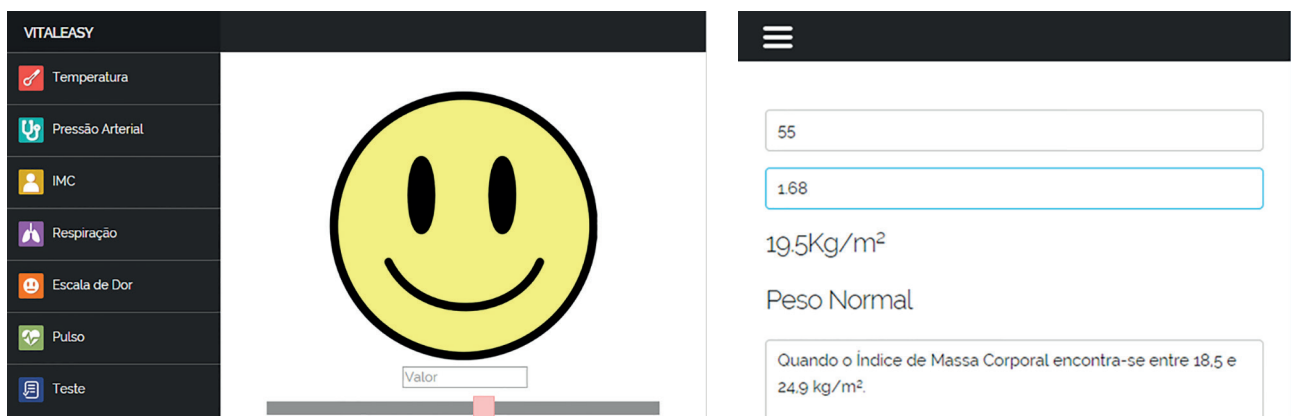 VITALEASY
Temperatura
Pressão Arterial
IMC
Respiração
Escala de Dor
Pulso
Teste
Valor
55
1.68
19.5Kg/m²
Peso Normal
Quando o Índice de Massa Corporal encontra-se entre 18,5 e
24,9 kg/m².